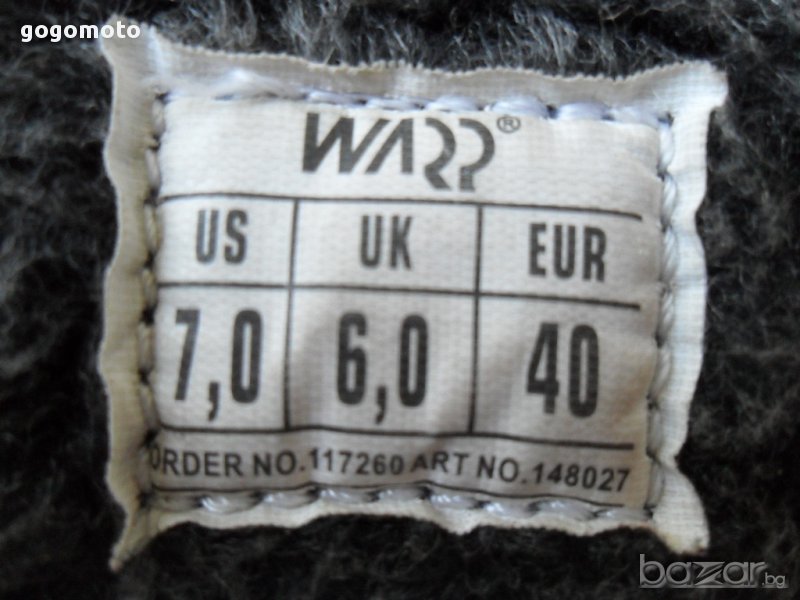 gogomoto
WARP®
US UK EUR
7,0 6,0 40
ORDER NO.117260 ART NO.148027
bazar.bg